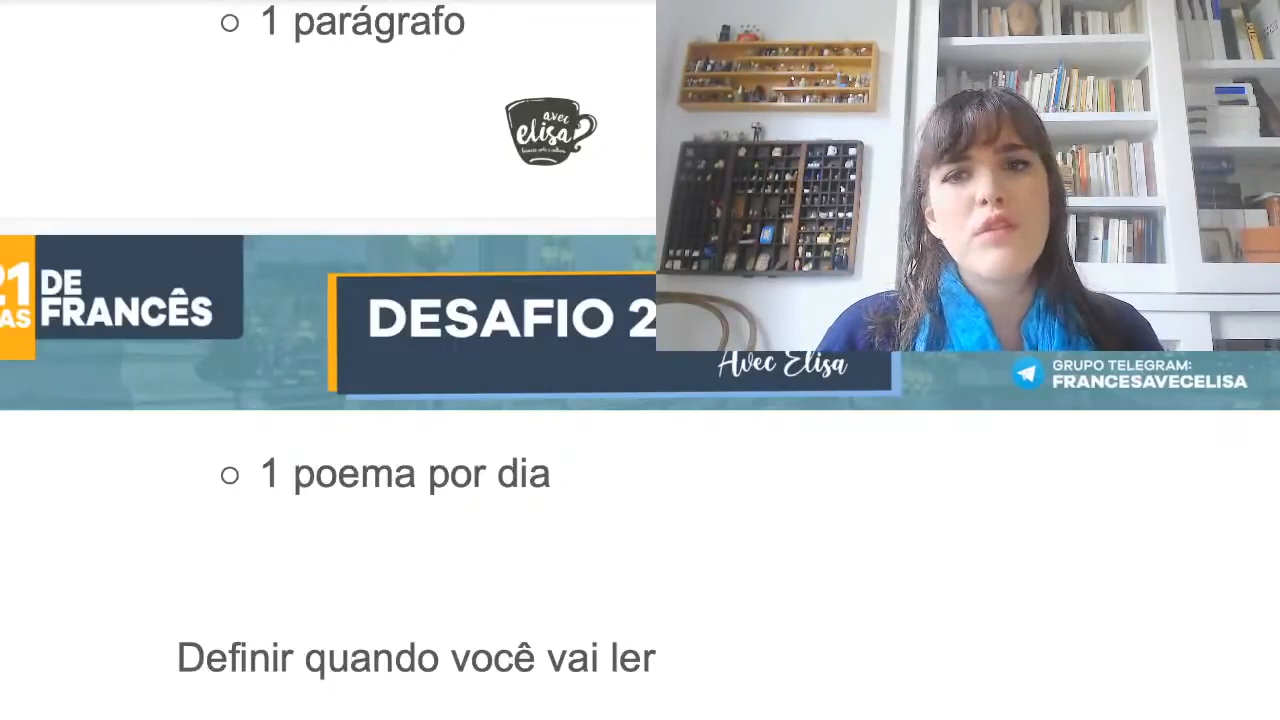 1 parágrafo
avec
elisa
21
DE
FRANCÊS
DESAFIO 2
Avec Elisa
GRUPO TELEGRAM:
FRANCESAVECELISA
1 poema por dia
Definir quando você vai ler